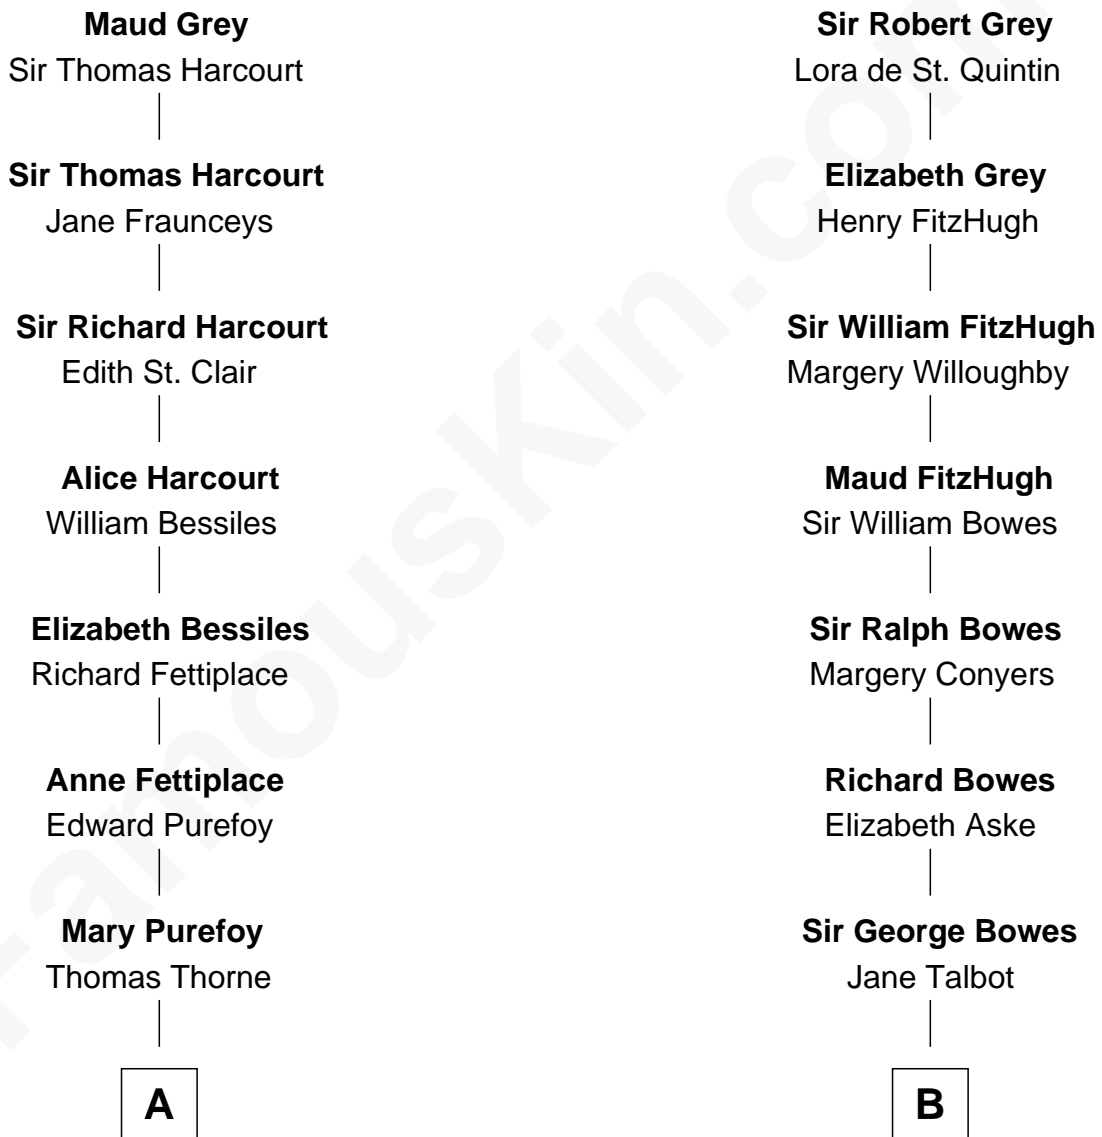 Maud Grey
Sir Thomas Harcourt
Sir Thomas Harcourt
Jane Fraunceys
Sir Richard Harcourt
Edith St. Clair
Alice Harcourt
William Bessiles
Elizabeth Bessiles
Richard Fettiplace
Anne Fettiplace
Edward Purefoy
Mary Purefoy
Thomas Thorne
A
Sir Robert Grey
Lora de St. Quintin
Elizabeth Grey
Henry FitzHugh
Sir William FitzHugh
Margery Willoughby
Maud FitzHugh
Sir William Bowes
Sir Ralph Bowes
Margery Conyers
Richard Bowes
Elizabeth Aske
Sir George Bowes
Jane Talbot
B
FamousKin.com